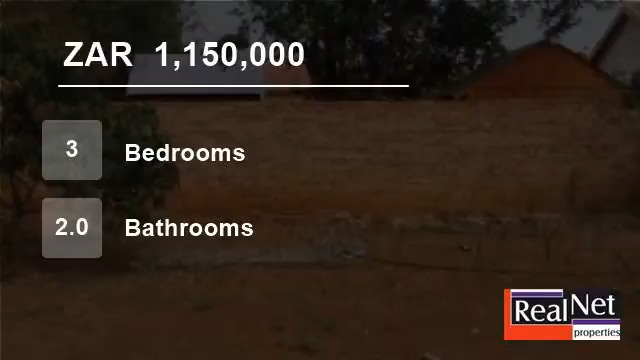 ZAR 1,150,000
3 Bedrooms
2.0 Bathrooms
RealNet
properties